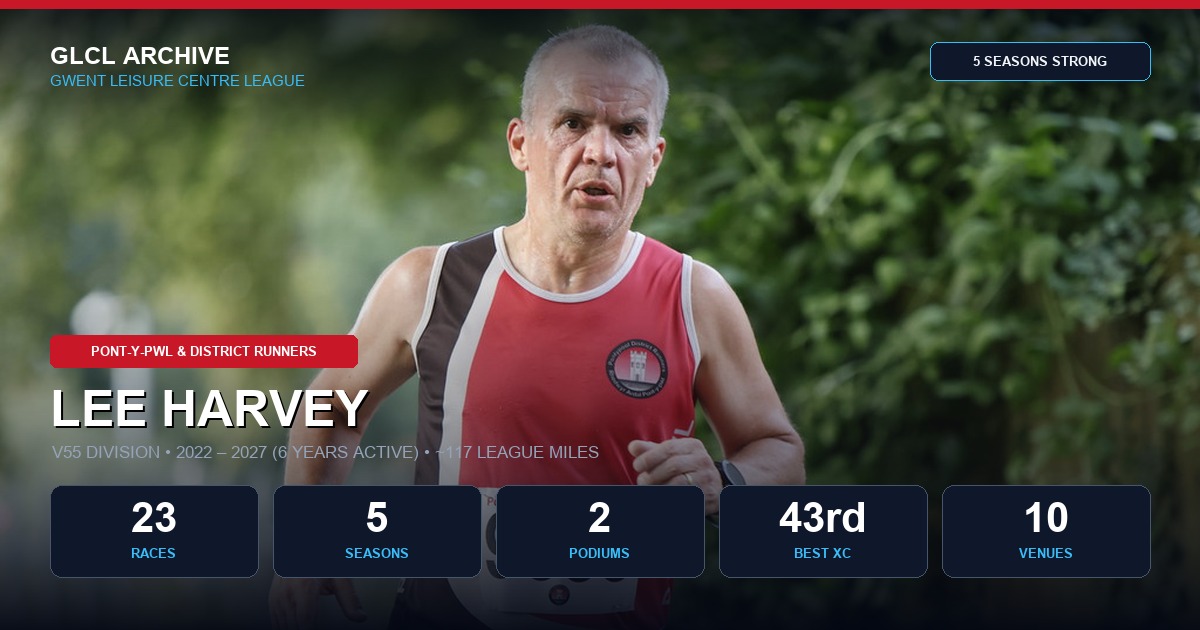 GLCL ARCHIVE
GWENT LEISURE CENTRE LEAGUE
5 SEASONS STRONG
PONT-Y-PWL & DISTRICT RUNNERS
LEE HARVEY
V55 DIVISION • 2022 – 2027 (6 YEARS ACTIVE) • ~117 LEAGUE MILES
23
RACES
5
SEASONS
2
PODIUMS
43rd
BEST XC
10
VENUES